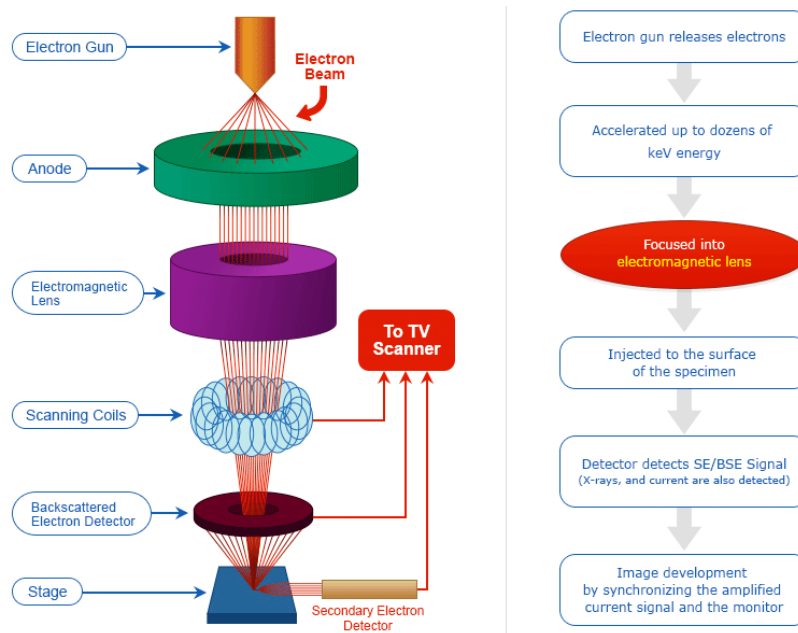 Electron Gun
Electron
Beam
Anode
Electromagnetic
Lens
To TV
Scanner
Scanning Coils
Backscattered
Electron Detector
Stage
Secondary Electron
Detector
Electron gun releases electrons
Accelerated up to dozens of
keV energy
Focused into
electromagnetic lens
Injected to the surface
of the specimen
Detector detects SE/BSE Signal
(X-rays, and current are also detected)
Image development
by synchronizing the amplified
current signal and the monitor